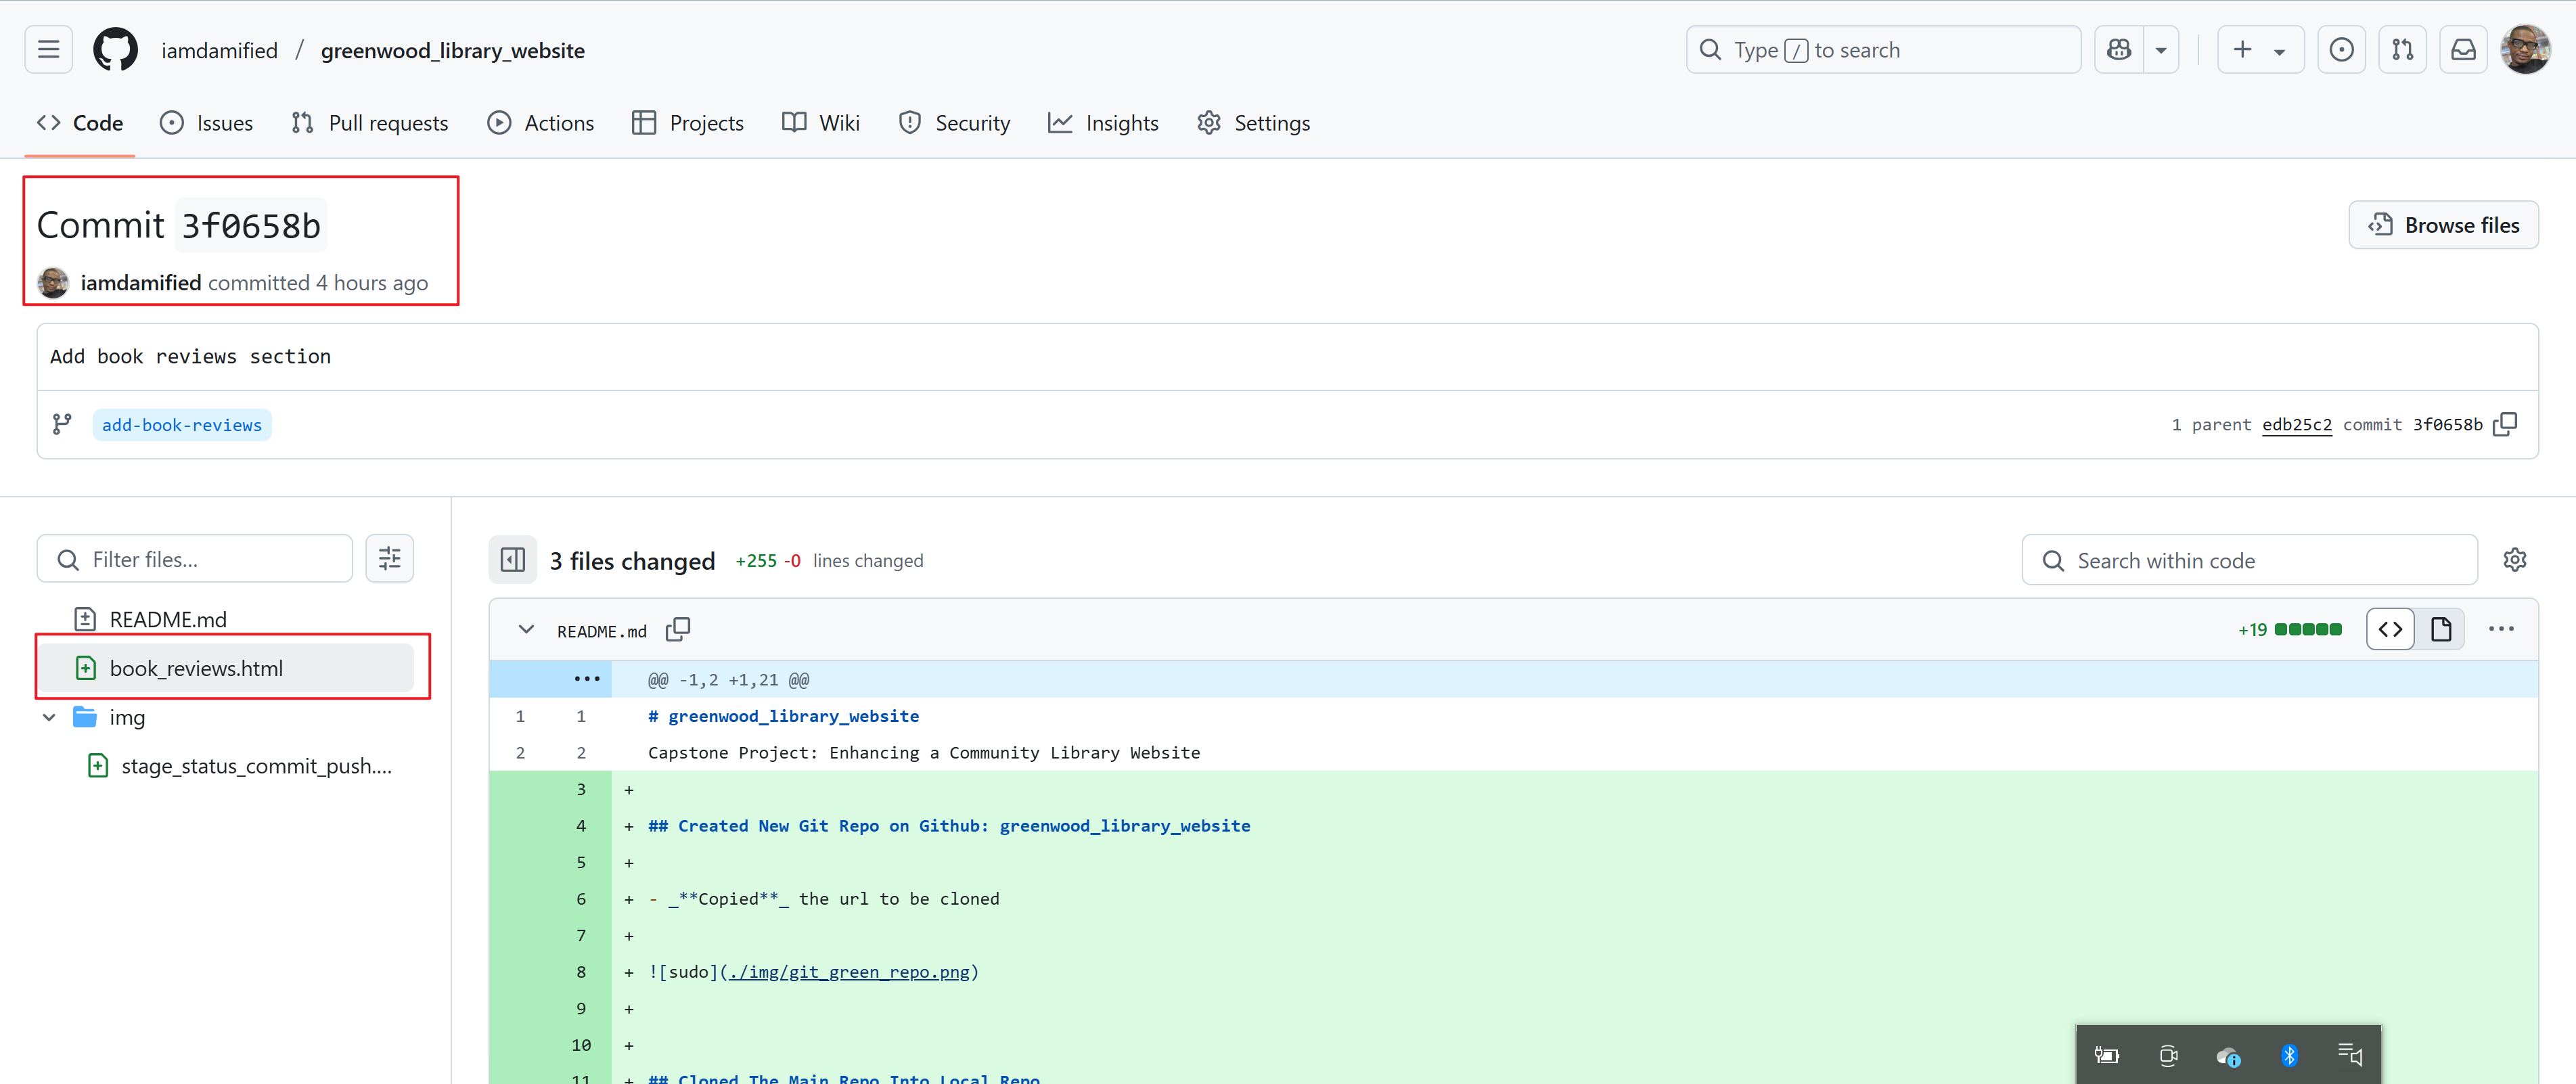 iamdamified / greenwood_library_website
Type / to search
Code
Issues
Pull requests
Actions
Projects
Wiki
Security
Insights
Settings
Commit 3f0658b
iamdamified committed 4 hours ago
Browse files
Add book reviews section
add-book-reviews
1 parent edb25c2 commit 3f0658b
Filter files...
README.md
book_reviews.html
img
stage_status_commit_push....
3 files changed +255 -0 lines changed
Search within code
README.md
+19
@@ -1,2 +1,21 @@
1 1 # greenwood_library_website
2 2 Capstone Project: Enhancing a Community Library Website
3 +
4 + ## Created New Git Repo on Github: greenwood_library_website
5 +
6 + - _**Copied**_ the url to be cloned
7 +
8 + ![sudo](./img/git_green_repo.png)
9 +
10 +
11 + ## Cloned The Main Repo Into Local Repo